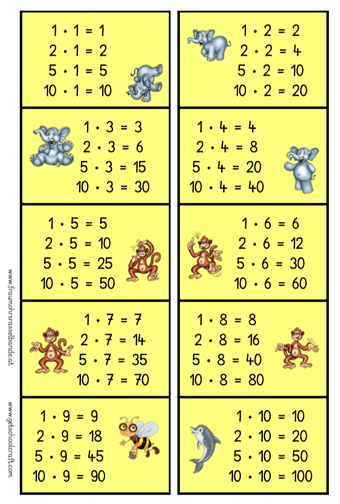 1 · 1 = 1
2 · 1 = 2
5 · 1 = 5
10 · 1 = 10
1 · 2 = 2
2 · 2 = 4
5 · 2 = 10
10 · 2 = 20
1 · 3 = 3
2 · 3 = 6
5 · 3 = 15
10 · 3 = 30
1 · 4 = 4
2 · 4 = 8
5 · 4 = 20
10 · 4 = 40
1 · 5 = 5
2 · 5 = 10
5 · 5 = 25
10 · 5 = 50
1 · 6 = 6
2 · 6 = 12
5 · 6 = 30
10 · 6 = 60
1 · 7 = 7
2 · 7 = 14
5 · 7 = 35
10 · 7 = 70
1 · 8 = 8
2 · 8 = 16
5 · 8 = 40
10 · 8 = 80
1 · 9 = 9
2 · 9 = 18
5 · 9 = 45
10 · 9 = 90
1 · 10 = 10
2 · 10 = 20
5 · 10 = 50
10 · 10 = 100
www.fraumohrsrasselbande.at
www.getschoolcraft.com